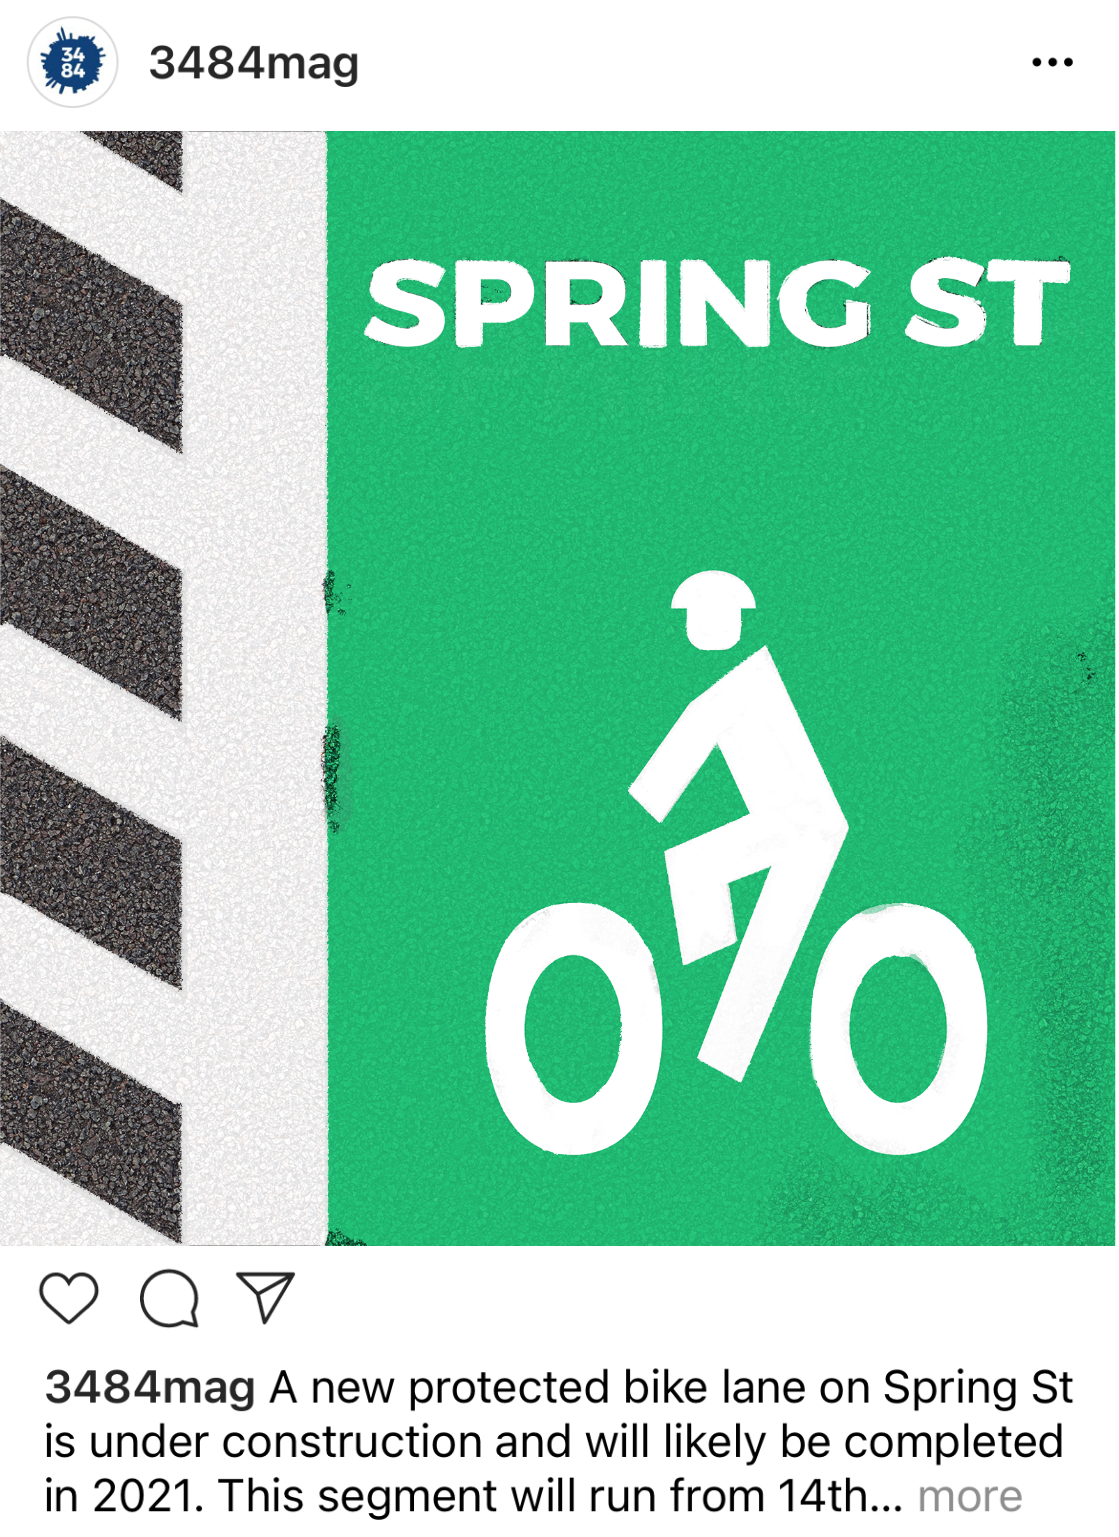 34
84
3484mag
SPRING ST
3484mag A new protected bike lane on Spring St
is under construction and will likely be completed
in 2021. This segment will run from 14th... more